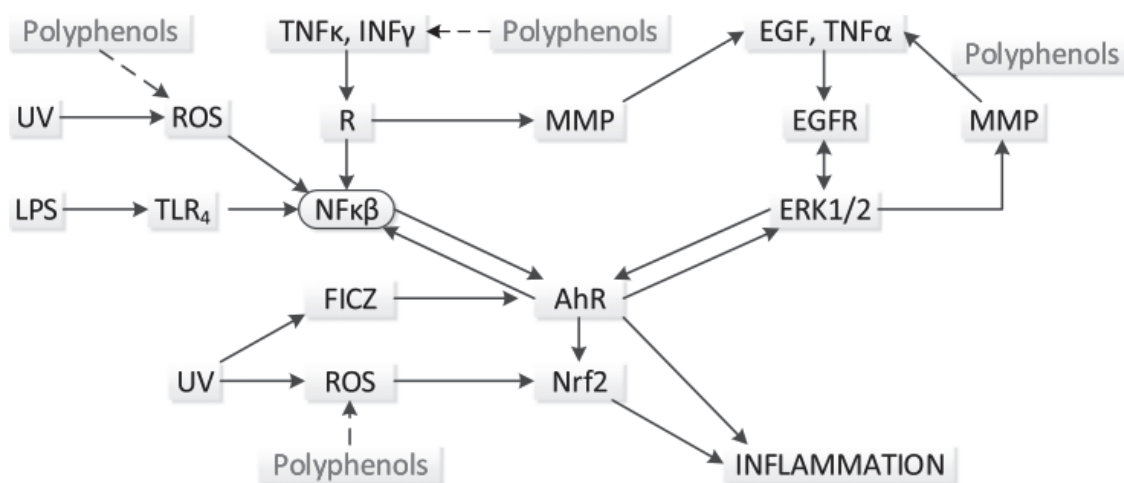 Polyphenols
TNFκ, INFγ
Polyphenols
EGF, TNFα
Polyphenols
UV
ROS
R
MMP
EGFR
MMP
LPS
TLR₄
NFκβ
ERK1/2
FICZ
AhR
UV
ROS
Nrf2
Polyphenols
INFLAMMATION